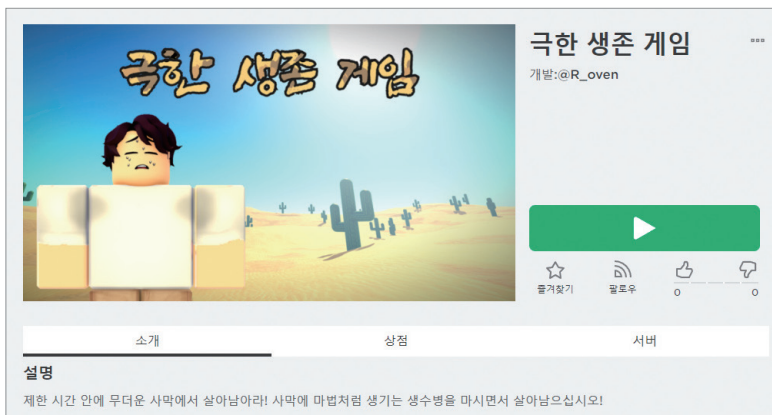 극한 생존 게임
극한 생존 게임
개발:@R_oven
즐겨찾기
팔로우
0
0
소개
상점
서버
설명
제한 시간 안에 무더운 사막에서 살아남아라! 사막에 마법처럼 생기는 생수병을 마시면서 살아남으십시오!